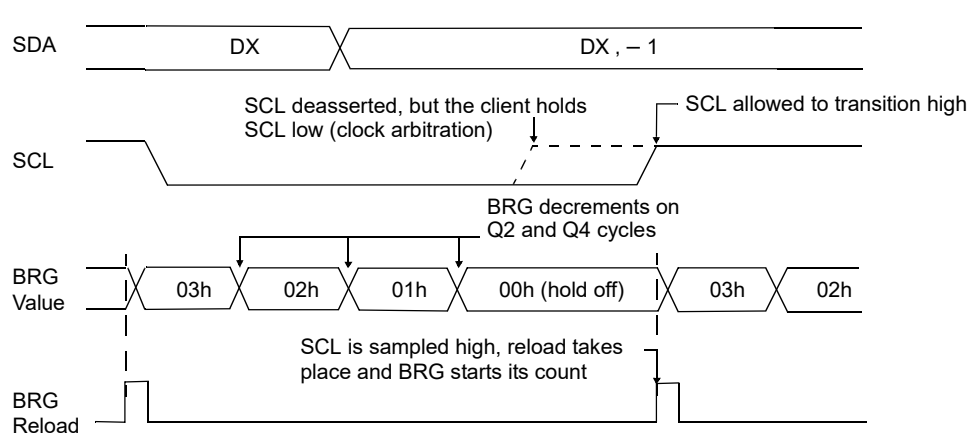 SDA
DX
DX , – 1
SCL deasserted, but the client holds
SCL low (clock arbitration)
SCL allowed to transition high
SCL
BRG decrements on
Q2 and Q4 cycles
BRG
Value
03h
02h
01h
00h (hold off)
03h
02h
SCL is sampled high, reload takes
place and BRG starts its count
BRG
Reload